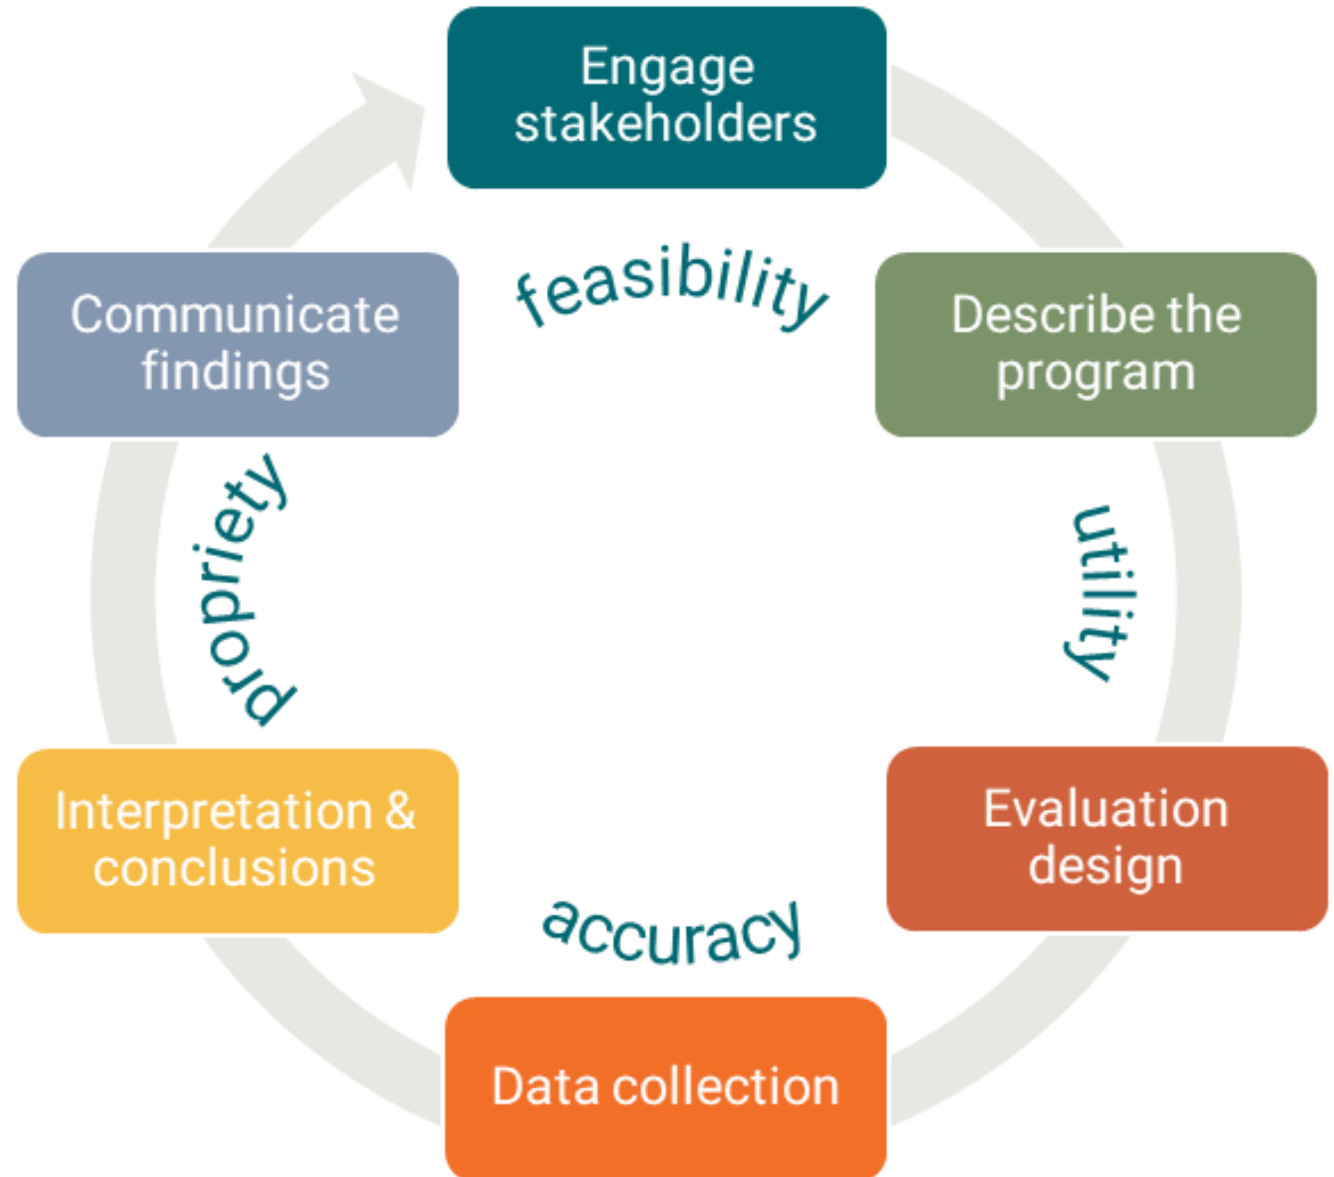 Engage
stakeholders
feasibility
Communicate
findings
Describe the
program
propriety
utility
Interpretation &
conclusions
Evaluation
design
accuracy
Data collection